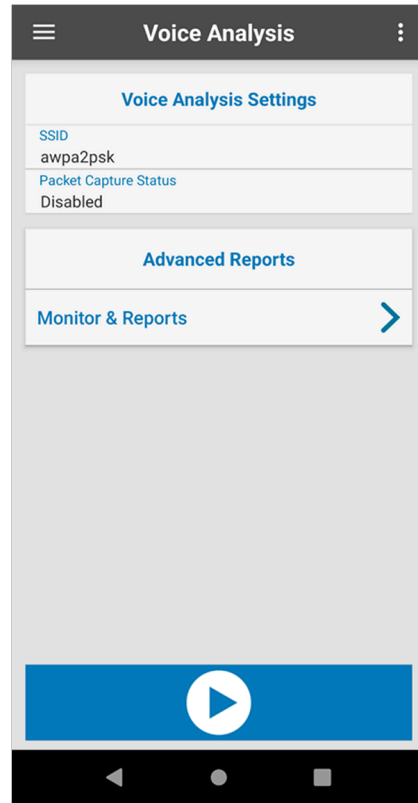 Voice Analysis
Voice Analysis Settings
SSID
awpa2psk
Packet Capture Status
Disabled
Advanced Reports
Monitor & Reports